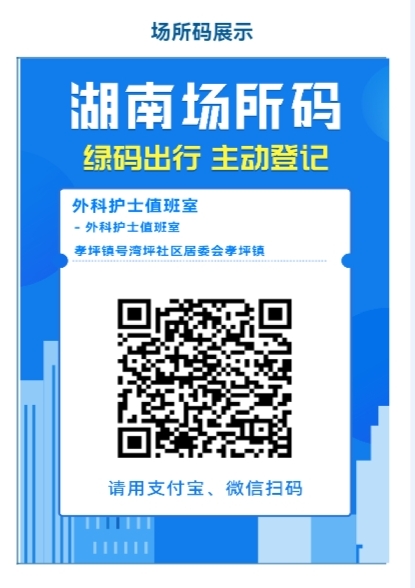 场所码展示
湖南场所码
绿码出行 主动登记
外科护士值班室
- 外科护士值班室
孝坪镇号湾坪社区居委会孝坪镇
请用支付宝、微信扫码